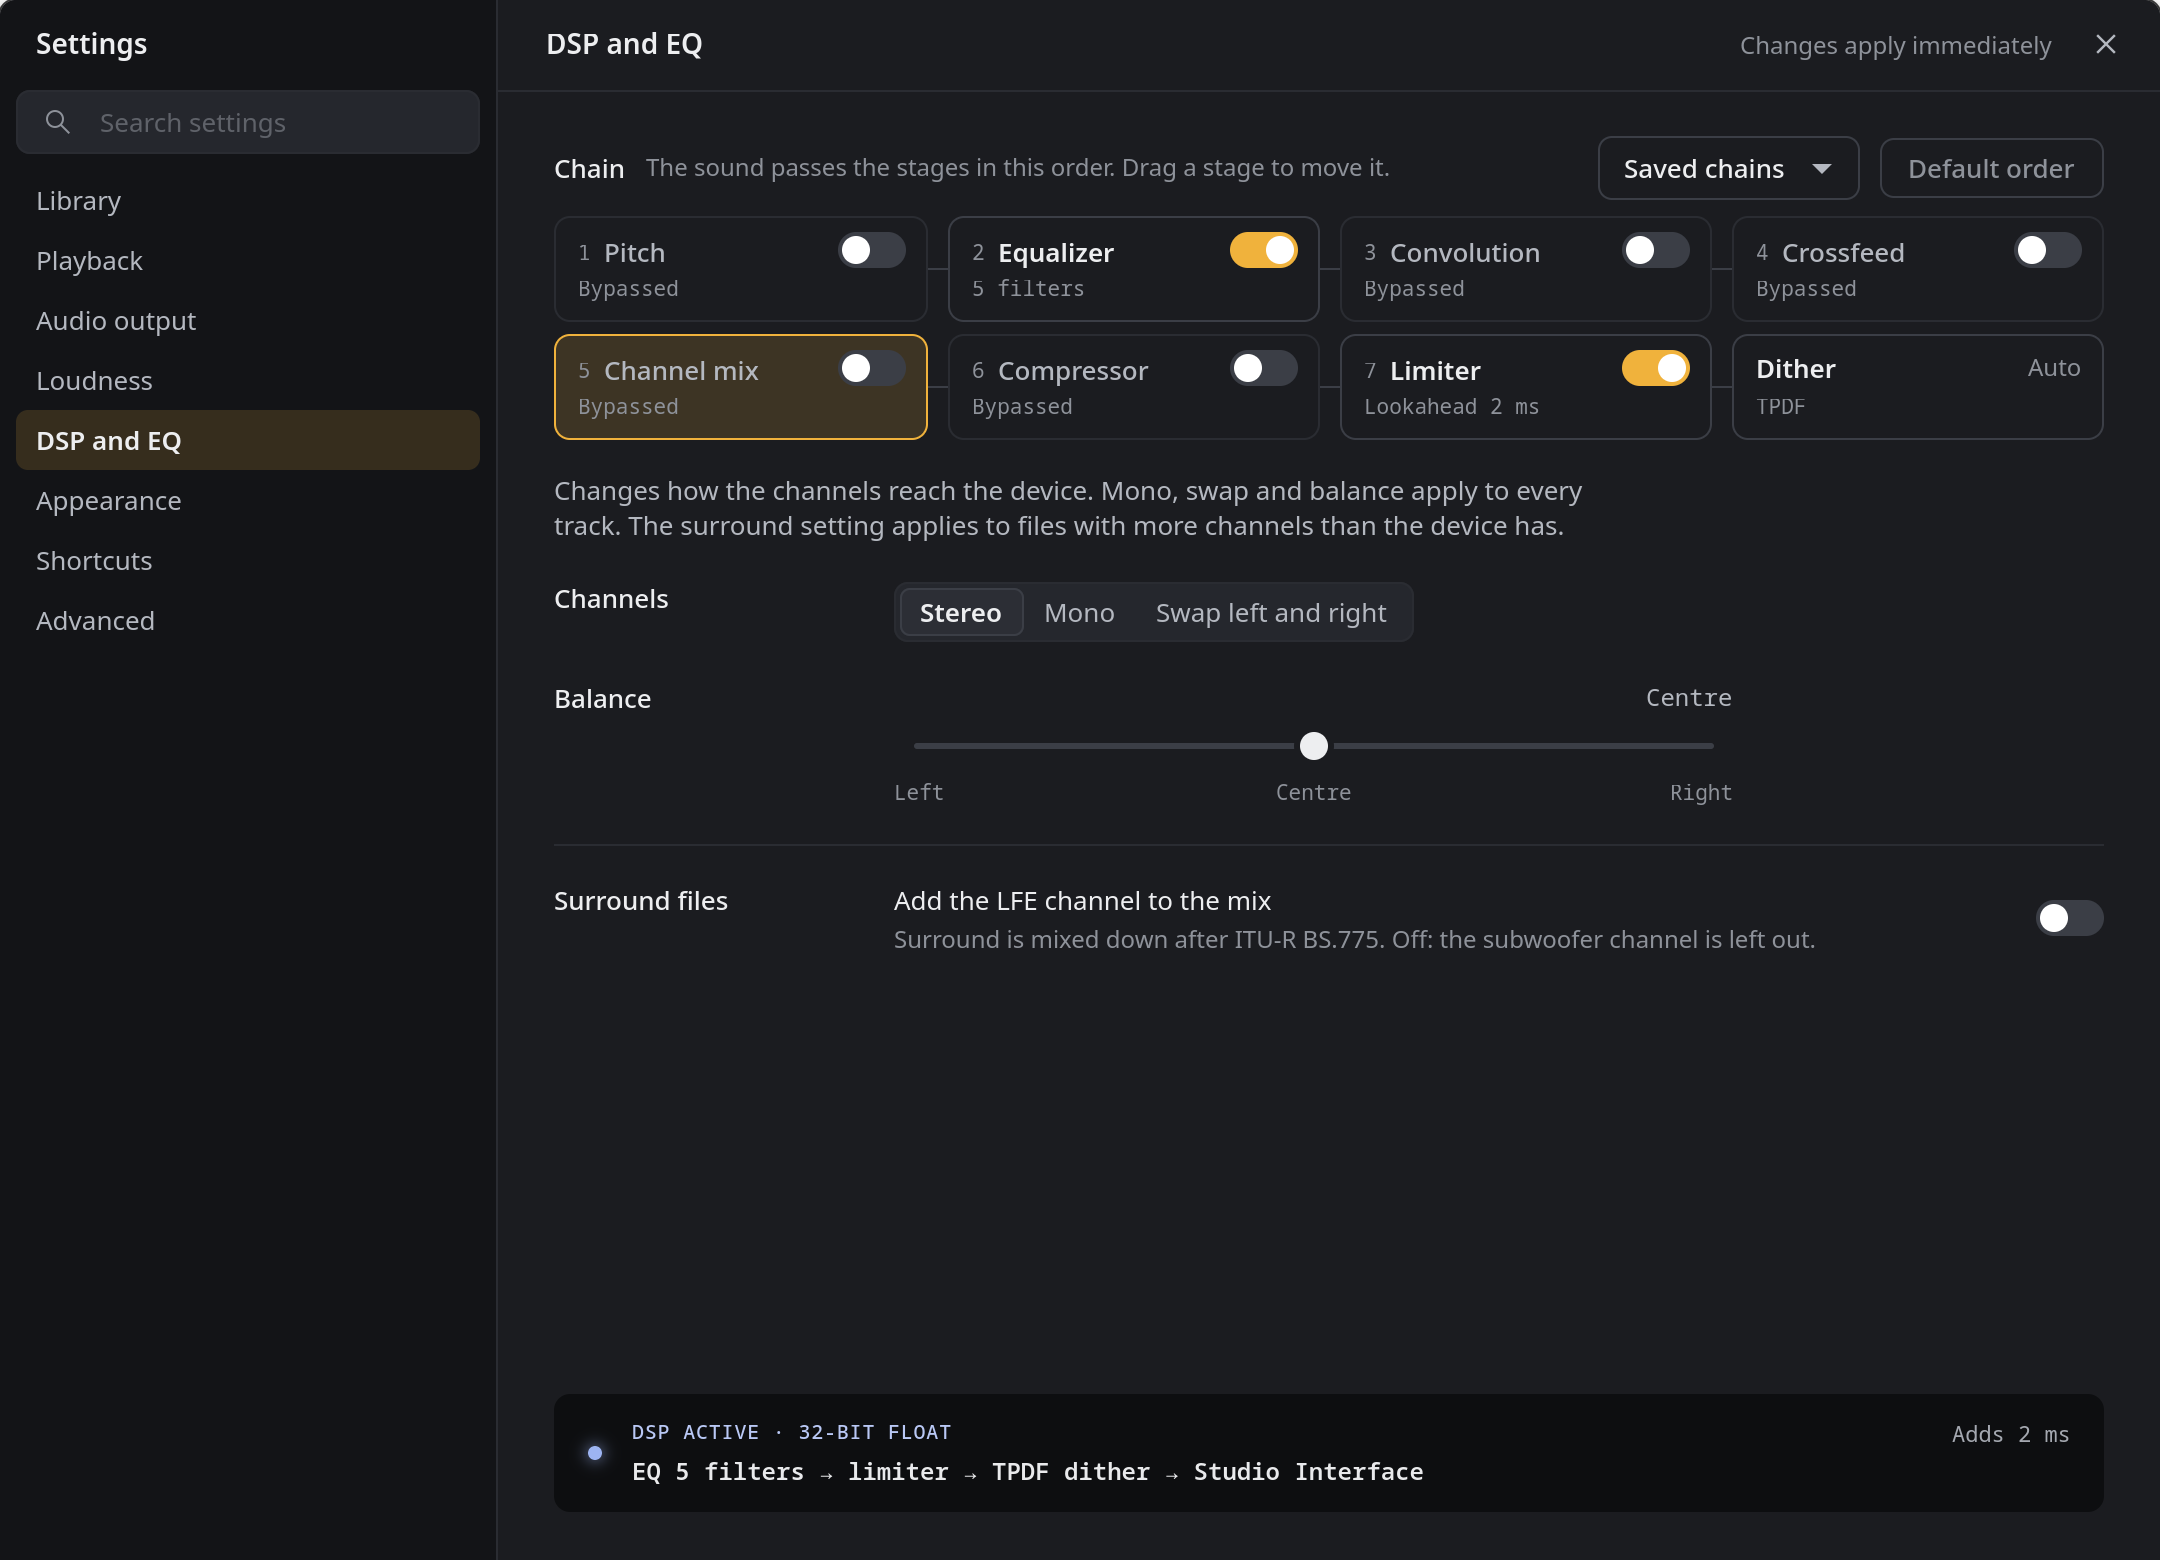 Settings
Search settings
Library
Playback
Audio output
Loudness
DSP and EQ
Appearance
Shortcuts
Advanced
DSP and EQ
Changes apply immediately
Chain The sound passes the stages in this order. Drag a stage to move it.
Saved chains
Default order
1 Pitch
Bypassed
2 Equalizer
5 filters
3 Convolution
Bypassed
4 Crossfeed
Bypassed
5 Channel mix
Bypassed
6 Compressor
Bypassed
7 Limiter
Lookahead 2 ms
Dither Auto
TPDF
Changes how the channels reach the device. Mono, swap and balance apply to every
track. The surround setting applies to files with more channels than the device has.
Channels
Stereo Mono Swap left and right
Balance
Centre
Left Centre Right
Surround files
Add the LFE channel to the mix
Surround is mixed down after ITU-R BS.775. Off: the subwoofer channel is left out.
DSP ACTIVE · 32-BIT FLOAT
Adds 2 ms
EQ 5 filters → limiter → TPDF dither → Studio Interface